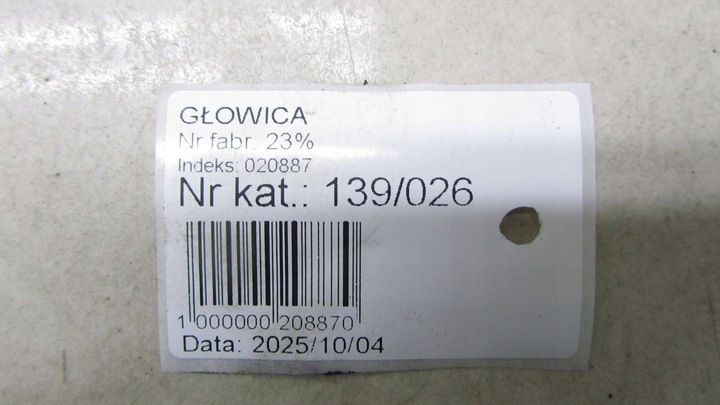 GŁOWICA
Nr fabr. 23%
Indeks: 020887
Nr kat.: 139/026
1 000000 208870
Data: 2025/10/04